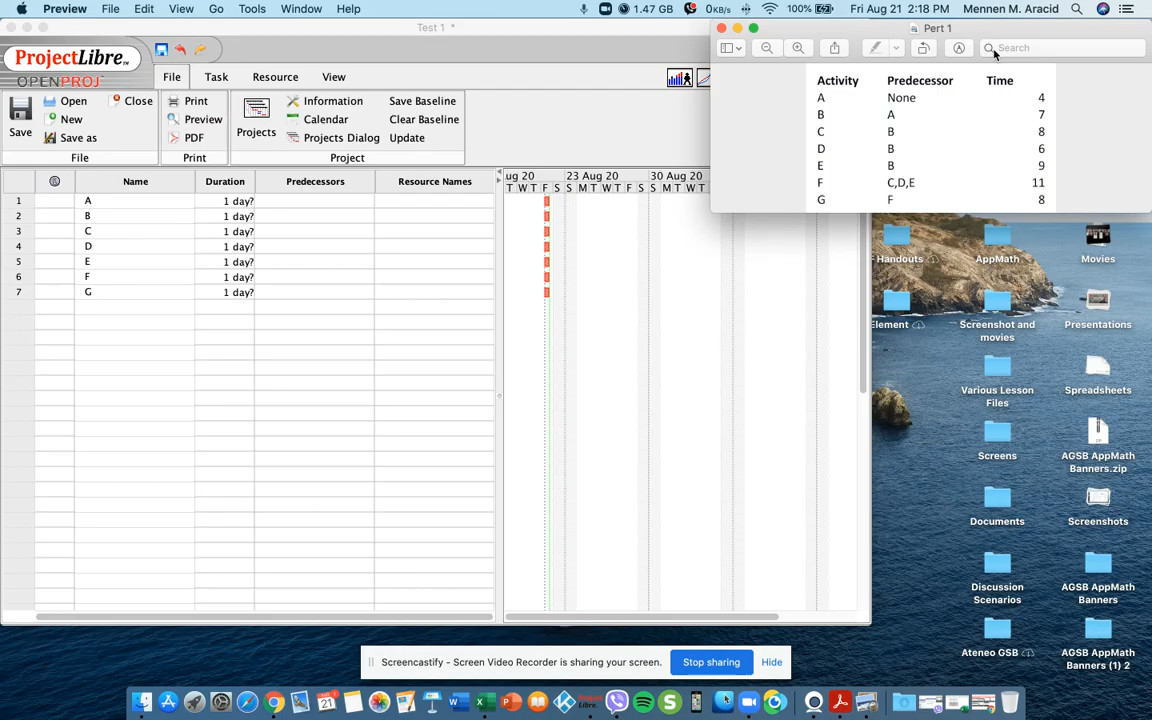 Preview File Edit View Go Tools Window Help 1.47 GB 0KB/s 100% Fri Aug 21 2:18 PM Mennen M. Aracid
Test 1 *
Pert 1
Search
ProjectLibre™
OPENPROJ
File Task Resource View
Save
Open
New
Save as
Close
File
Print
Preview
PDF
Print
Projects
Information
Calendar
Projects Dialog
Save Baseline
Clear Baseline
Update
Project
Activity Predecessor Time
A None 4
B A 7
C B 8
D B 6
E B 9
F C,D,E 11
G F 8
Name Duration Predecessors Resource Names
ug 20 23 Aug 20 30 Aug 20
T W T F S S M T W T F S S M T W T
1 A 1 day?
2 B 1 day?
3 C 1 day?
4 D 1 day?
5 E 1 day?
6 F 1 day?
7 G 1 day?
Handouts
AppMath
Movies
Element
Screenshot and
movies
Presentations
Various Lesson
Files
Spreadsheets
Screens
AGSB AppMath
Banners.zip
Documents
Screenshots
Discussion
Scenarios
AGSB AppMath
Banners
Ateneo GSB
AGSB AppMath
Banners (1) 2
Screencastify - Screen Video Recorder is sharing your screen. Stop sharing Hide